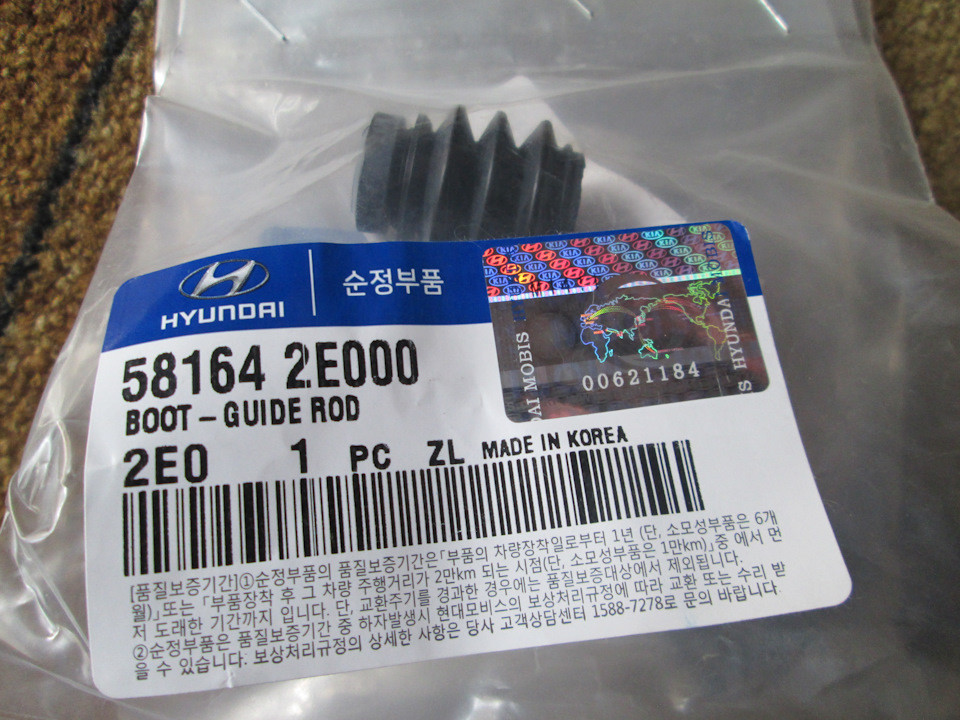 HYUNDAI 순정부품
58164 2E000
BOOT – GUIDE ROD
2E0 1 PC ZL MADE IN KOREA
KIA
AI MOBIS
00621184
S HYUNDA
[품질보증기간]①순정부품의 품질보증기간은「부품의 차량장착일로부터 1년 (단, 소모성부품은 6개
월)」또는 「부품장착 후 그 차량 주행거리가 2만km 되는 시점(단, 소모성부품은 1만km)」중 에서 먼
저 도래한 기간까지 입니다. 단, 교환주기를 경과한 경우에는 품질보증대상에서 제외됩니다.
②순정부품은 품질보증기간 중 하자발생시 현대모비스의 보상처리규정에 따라 교환 또는 수리 받
을 수 있습니다. 보상처리규정의 상세한 사항은 당사 고객상담센터 1588-7278로 문의 바랍니다.